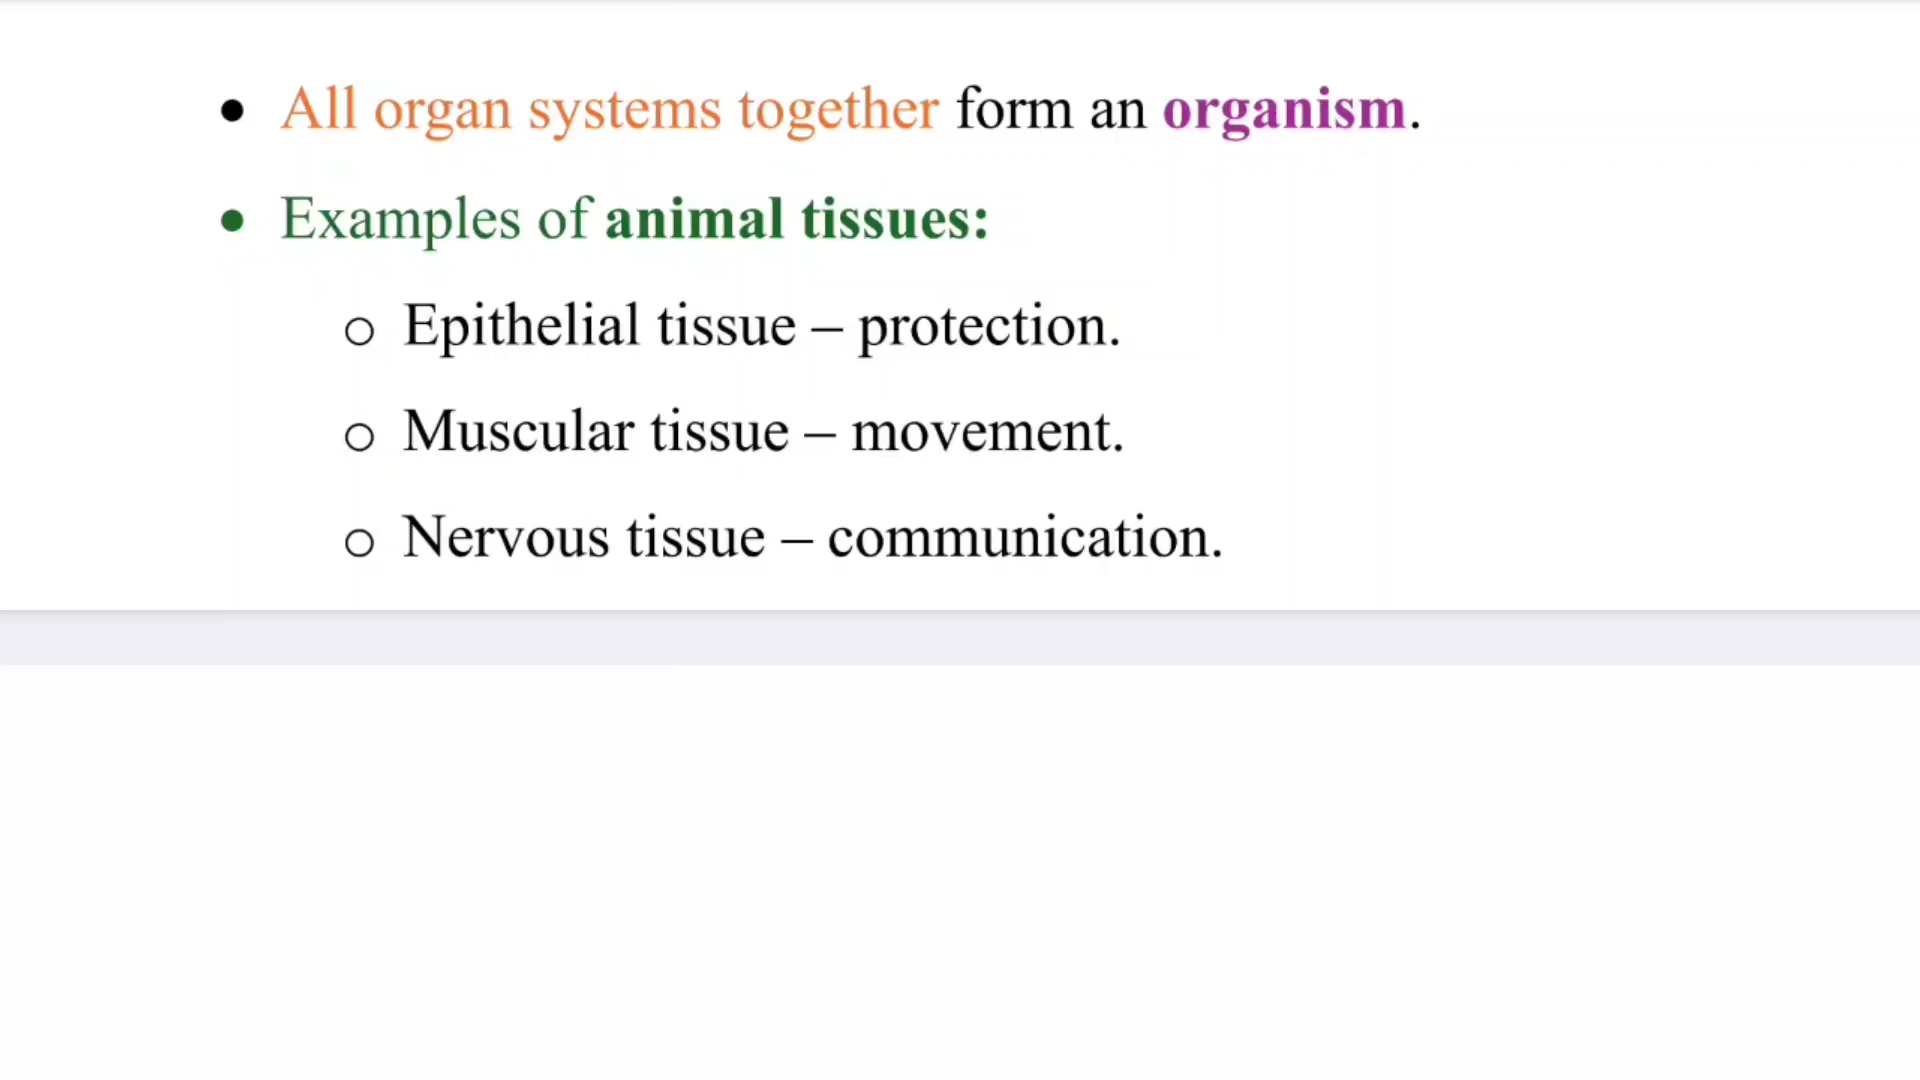 • All organ systems together form an organism.
• Examples of animal tissues:
o Epithelial tissue – protection.
o Muscular tissue – movement.
o Nervous tissue – communication.